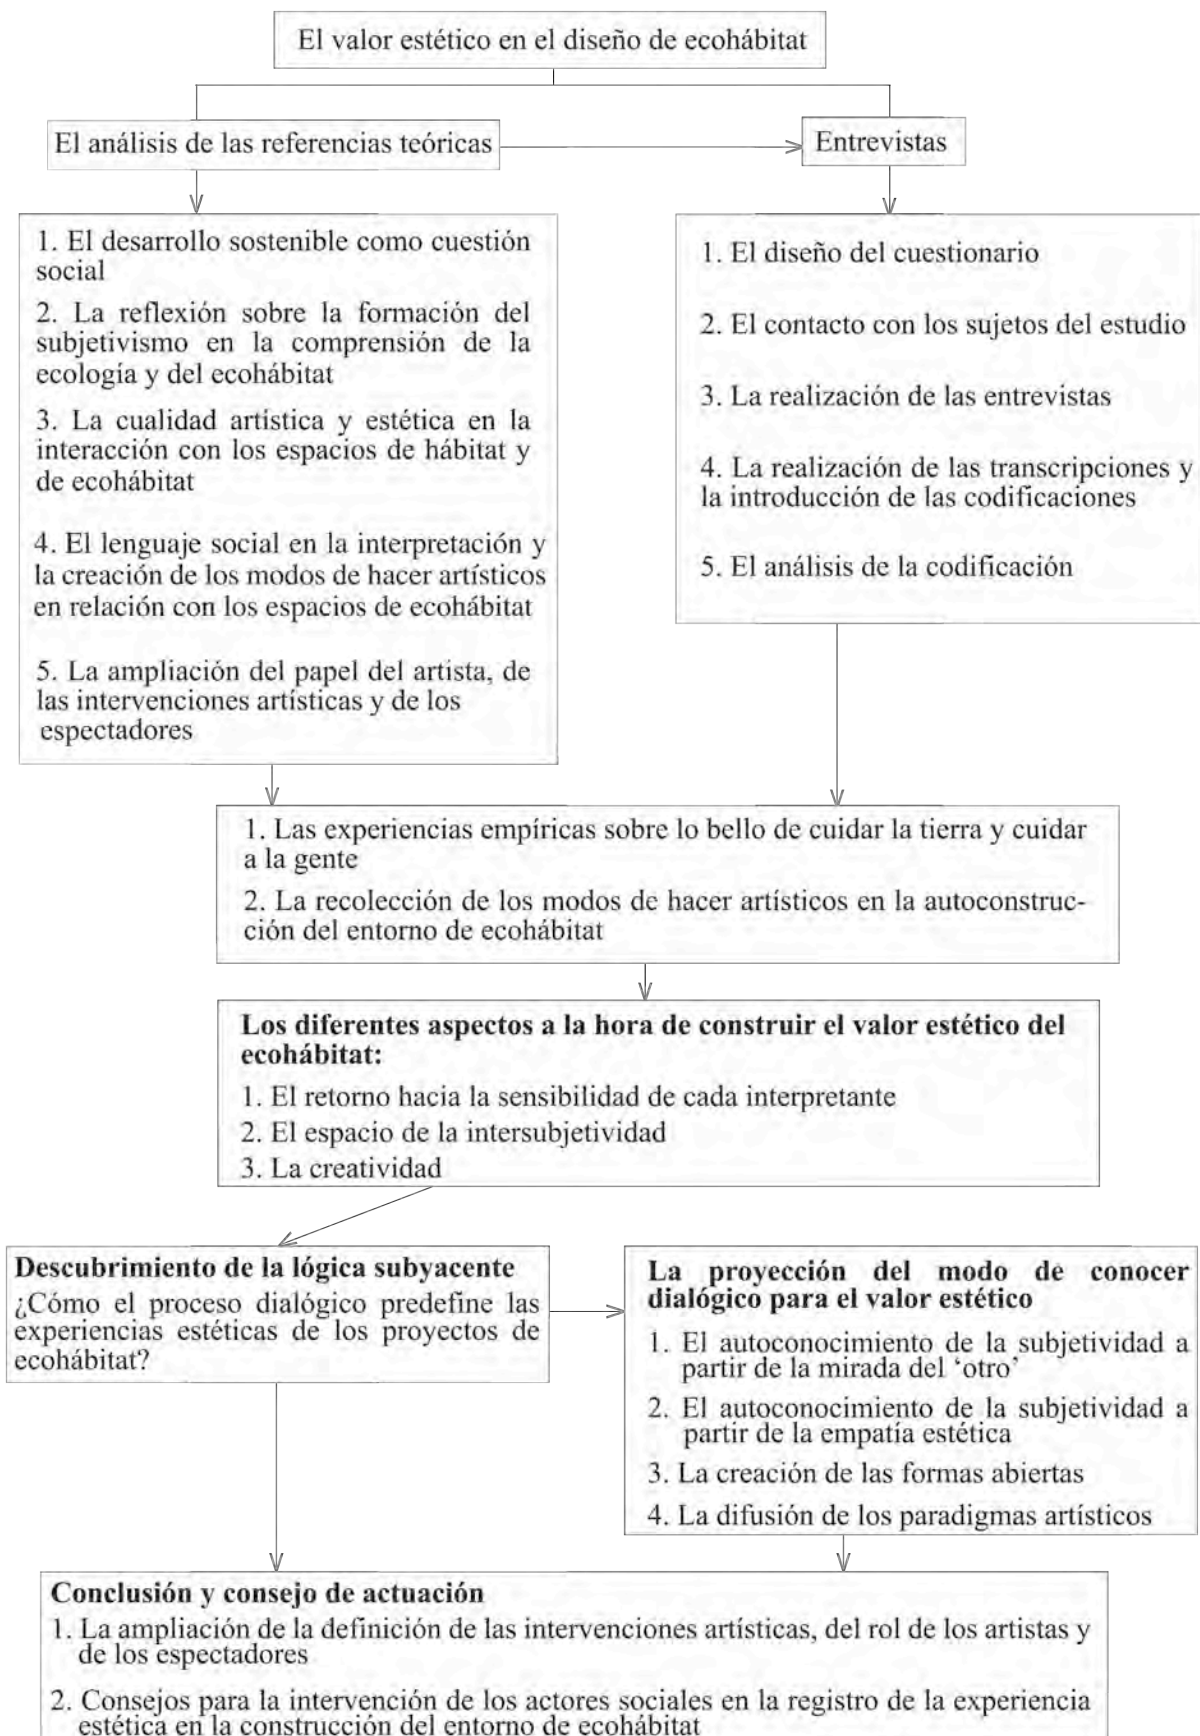 El valor estético en el diseño de ecohábitat
El análisis de las referencias teóricas
Entrevistas
1. El desarrollo sostenible como cuestión
social
2. La reflexión sobre la formación del
subjetivismo en la comprensión de la
ecología y del ecohábitat
3. La cualidad artística y estética en la
interacción con los espacios de hábitat y
de ecohábitat
4. El lenguaje social en la interpretación y
la creación de los modos de hacer artísticos
en relación con los espacios de ecohábitat
5. La ampliación del papel del artista, de
las intervenciones artísticas y de los
espectadores
1. El diseño del cuestionario
2. El contacto con los sujetos del estudio
3. La realización de las entrevistas
4. La realización de las transcripciones y
la introducción de las codificaciones
5. El análisis de la codificación
1. Las experiencias empíricas sobre lo bello de cuidar la tierra y cuidar
a la gente
2. La recolección de los modos de hacer artísticos en la autoconstruc-
ción del entorno de ecohábitat
Los diferentes aspectos a la hora de construir el valor estético del
ecohábitat:
1. El retorno hacia la sensibilidad de cada interpretante
2. El espacio de la intersubjetividad
3. La creatividad
Descubrimiento de la lógica subyacente
¿Cómo el proceso dialógico predefine las
experiencias estéticas de los proyectos de
ecohábitat?
La proyección del modo de conocer
dialógico para el valor estético
1. El autoconocimiento de la subjetividad a
partir de la mirada del ‘otro’
2. El autoconocimiento de la subjetividad a
partir de la empatía estética
3. La creación de las formas abiertas
4. La difusión de los paradigmas artísticos
Conclusión y consejo de actuación
1. La ampliación de la definición de las intervenciones artísticas, del rol de los artistas y
de los espectadores
2. Consejos para la intervención de los actores sociales en la registro de la experiencia
estética en la construcción del entorno de ecohábitat